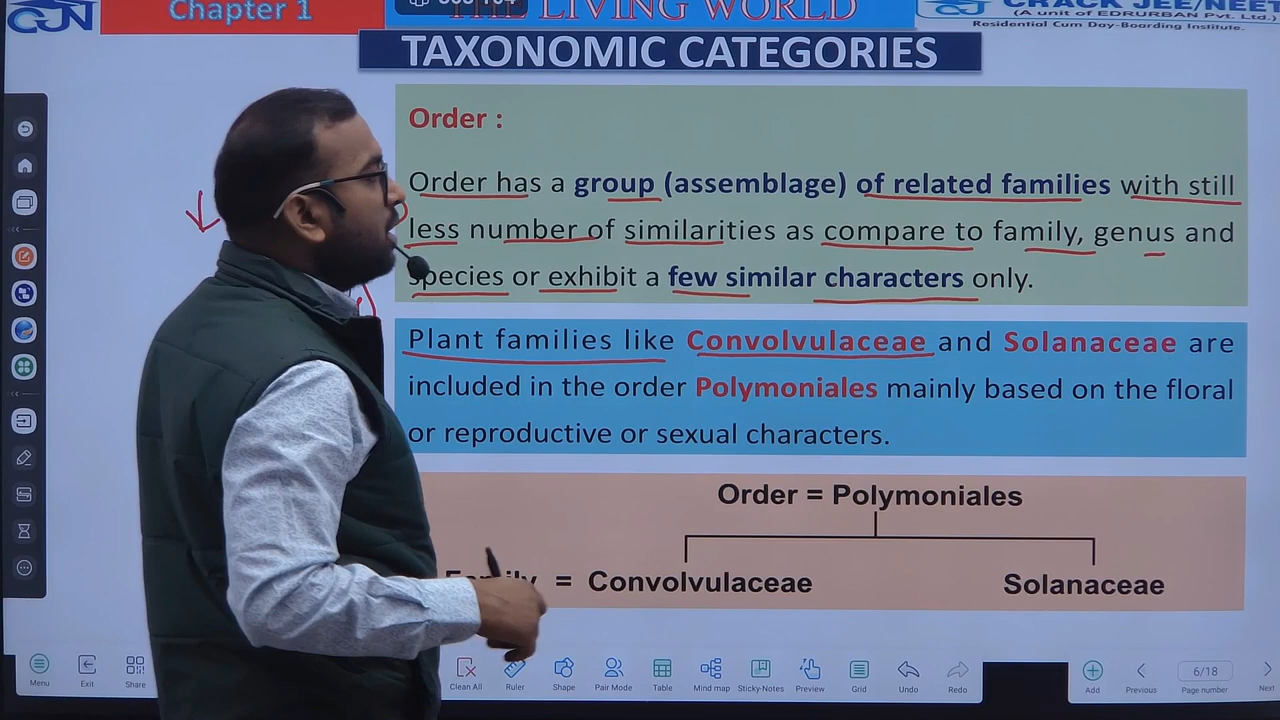 Chapter 1
THE LIVING WORLD
CRACK JEE/NEET
(A unit of EDRURBAN Pvt. Ltd.)
Residential Cum Day-Boarding Institute.
TAXONOMIC CATEGORIES
Order :
Order has a group (assemblage) of related families with still
less number of similarities as compare to family, genus and
species or exhibit a few similar characters only.
Plant families like Convolvulaceae and Solanaceae are
included in the order Polymoniales mainly based on the floral
or reproductive or sexual characters.
Order = Polymoniales
Family = Convolvulaceae Solanaceae
Menu Exit Share Clean All Ruler Shape Pair Mode Table Mind map Sticky-Notes Preview Grid Undo Redo Add Previous 6/18 Page number Next